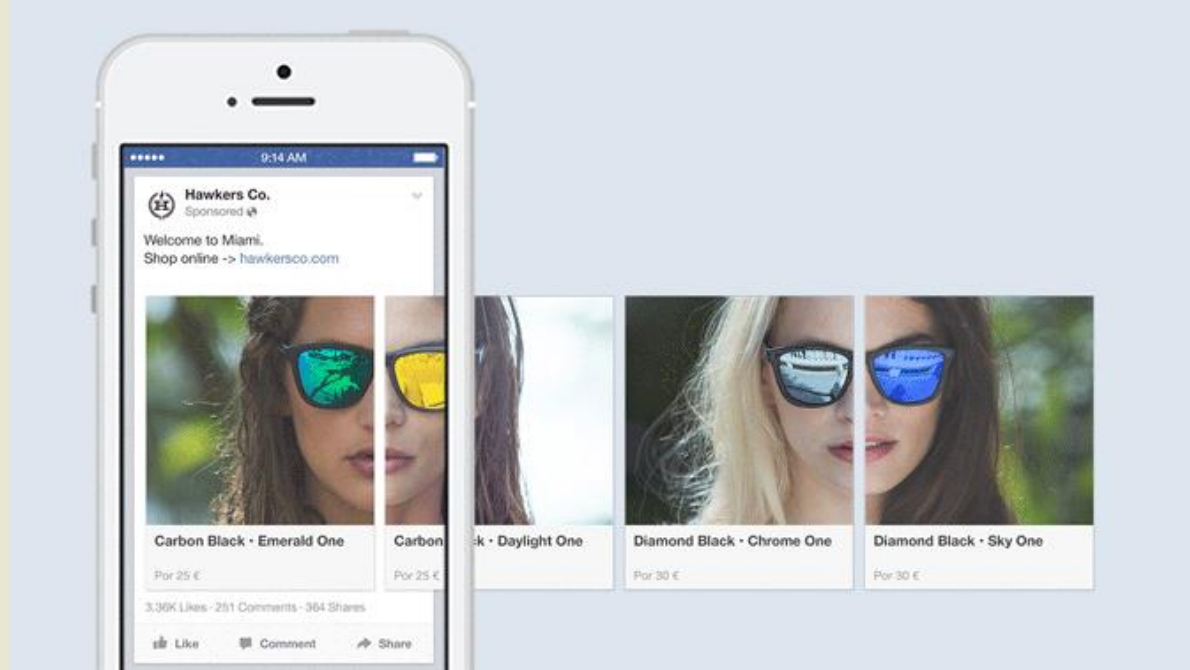 9:14 AM
Hawkers Co.
Sponsored
Welcome to Miami.
Shop online -> hawkersco.com
Carbon Black • Emerald One
Por 25 €
Carbon
ck • Daylight One
Por 25 €
Diamond Black • Chrome One
Por 30 €
Diamond Black • Sky One
Por 30 €
3.36K Likes · 251 Comments · 364 Shares
Like Comment Share